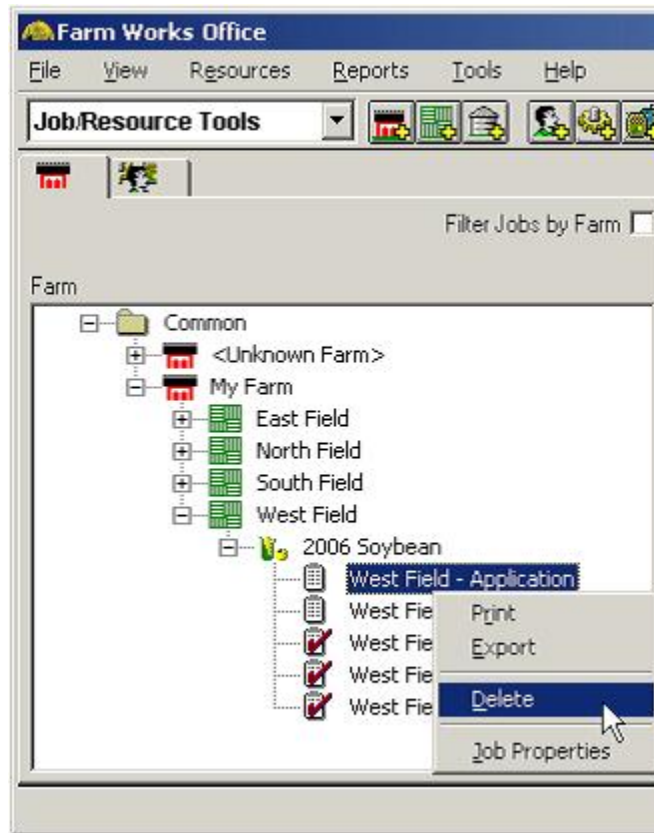 Farm Works Office
File View Resources Reports Tools Help
Job/Resource Tools
Filter Jobs by Farm
Farm
Common
<Unknown Farm>
My Farm
East Field
North Field
South Field
West Field
2006 Soybean
West Field - Application
West Fie
West Fie
West Fie
West Fie
Print
Export
Delete
Job Properties